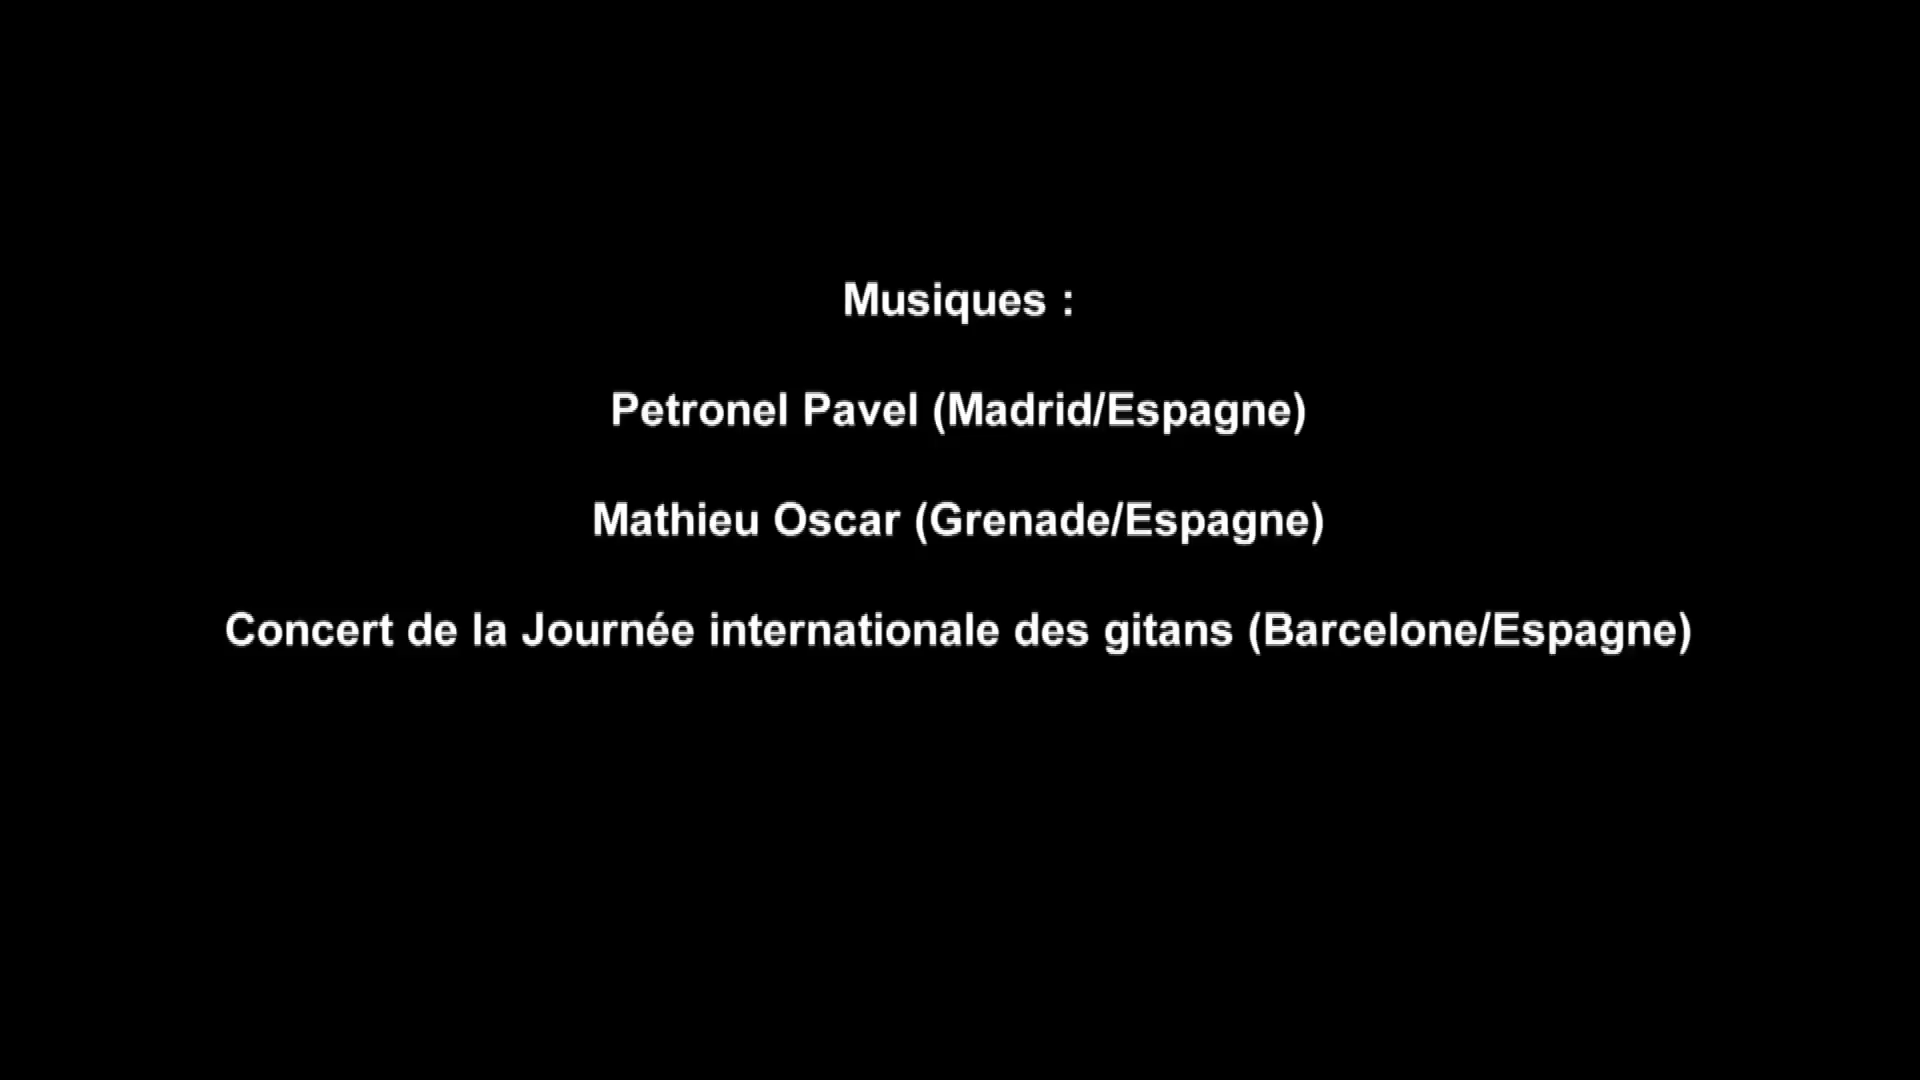 Musiques :
Petronel Pavel (Madrid/Espagne)
Mathieu Oscar (Grenade/Espagne)
Concert de la Journée internationale des gitans (Barcelone/Espagne)